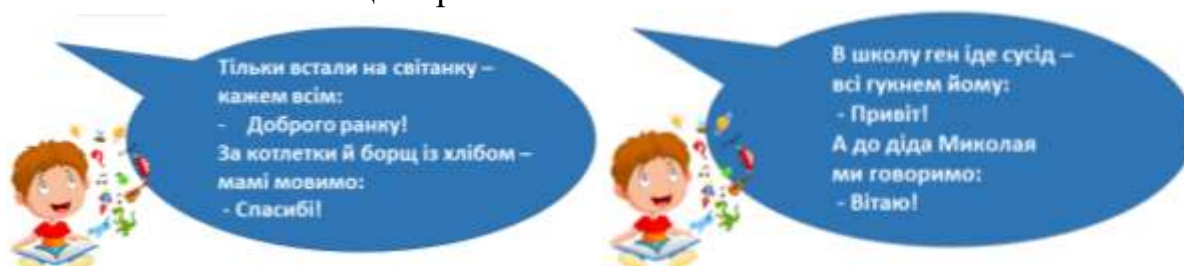 Тільки встали на світанку –
кажем всім:
- Доброго ранку!
За котлетки й борщ із хлібом –
мамі мовимо:
- Спасибі!
В школу ген іде сусід –
всі гукнем йому:
- Привіт!
А до діда Миколая
ми говоримо:
- Вітаю!